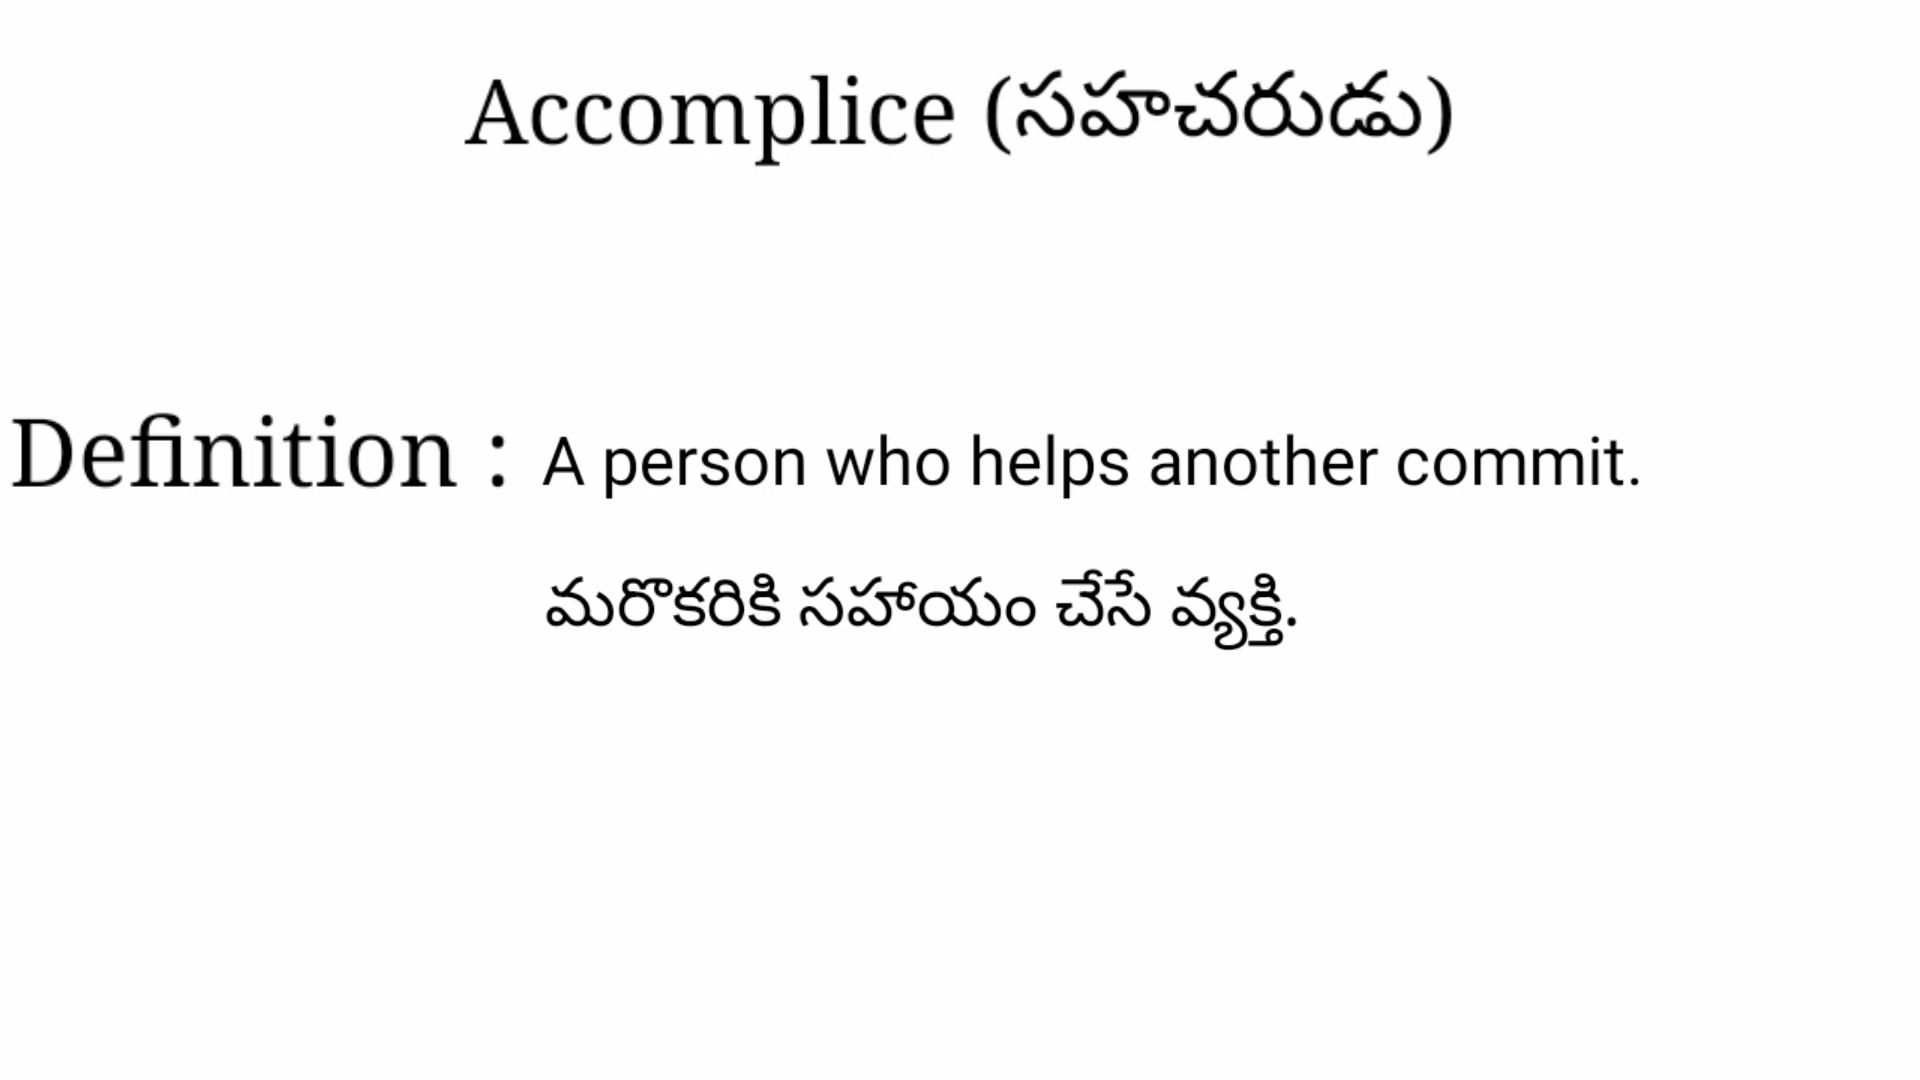 Accomplice (సహచరుడు)
Definition : A person who helps another commit.
మరొకరికి సహాయం చేసే వ్యక్తి.